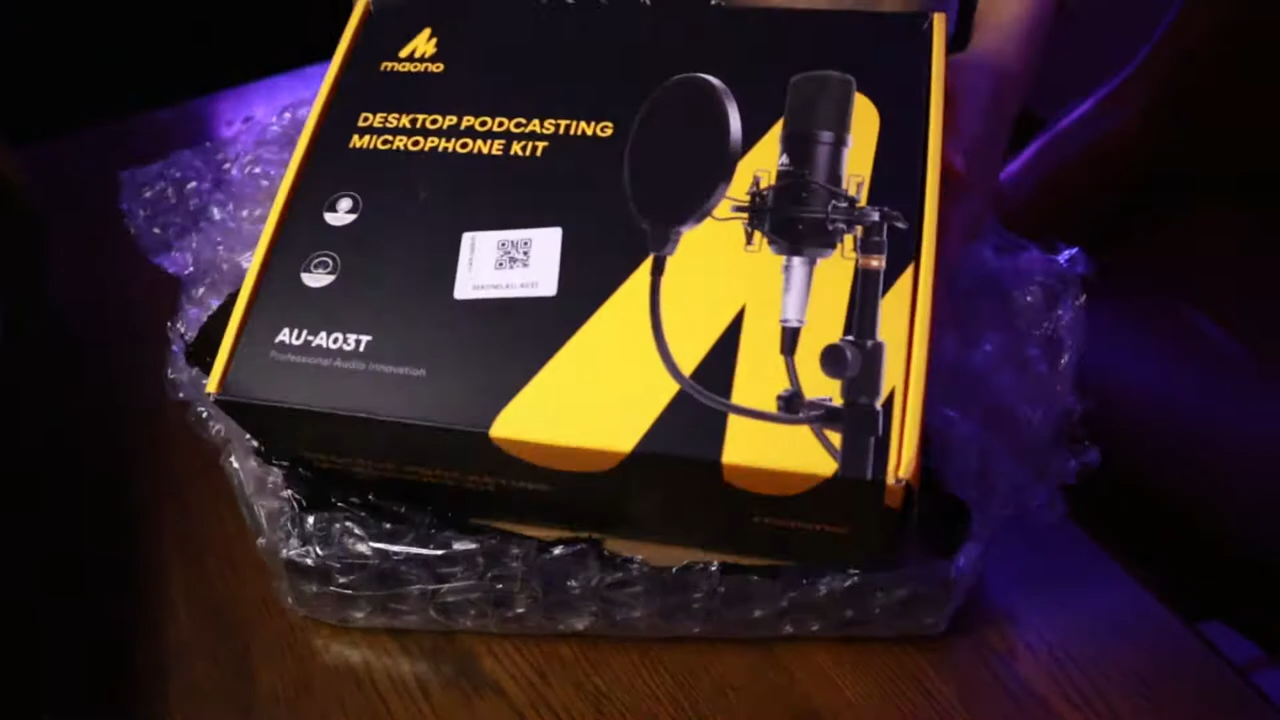 maono
DESKTOP PODCASTING
MICROPHONE KIT
AU-A03T
Professional Audio Innovation